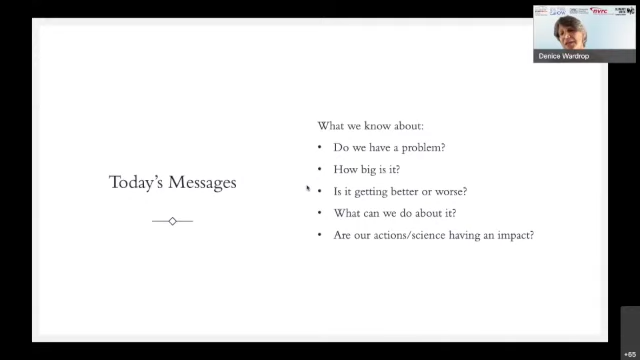 Denice Wardrop
What we know about:
• Do we have a problem?
• How big is it?
Today's Messages
• Is it getting better or worse?
• What can we do about it?
• Are our actions/science having an impact?
+65